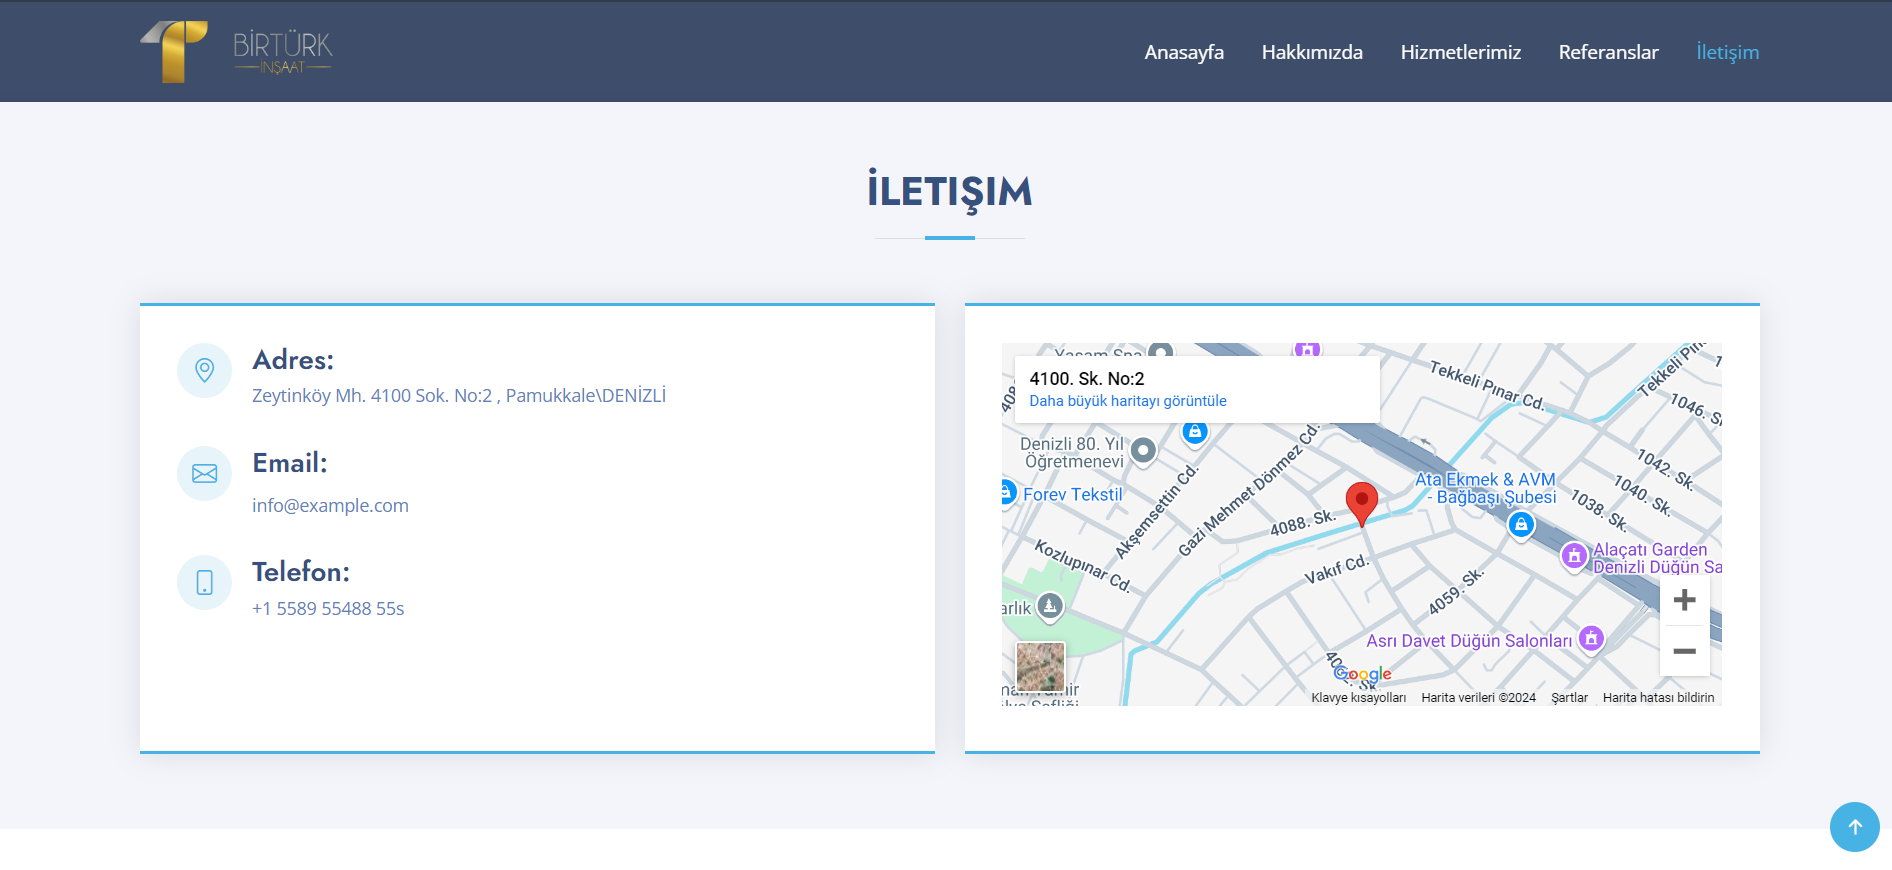 BİRTÜRK
İNŞAAT
Anasayfa
Hakkımızda
Hizmetlerimiz
Referanslar
İletişim
İLETIŞIM
Adres:
Zeytinköy Mh. 4100 Sok. No:2 , Pamukkale\DENİZLİ
Email:
info@example.com
Telefon:
+1 5589 55488 55s
Yaşam Spa
4100. Sk. No:2
Daha büyük haritayı görüntüle
Tekkeli Pınar Cd.
Tekkeli Pın
1046. S
Denizli 80. Yıl
Öğretmenevi
Forev Tekstil
Akşemsettin Cd.
Gazi Mehmet Dönmez Cd.
4088. Sk.
Ata Ekmek & AVM
- Bağbaşı Şubesi
1042. Sk.
1040. Sk.
1038. Sk.
Kozlupınar Cd.
Vakıf Cd.
4059. Sk.
Alaçatı Garden
Denizli Düğün Sa
arlık
Asrı Davet Düğün Salonları
Google
Klavye kısayolları
Harita verileri ©2024
Şartlar
Harita hatası bildirin